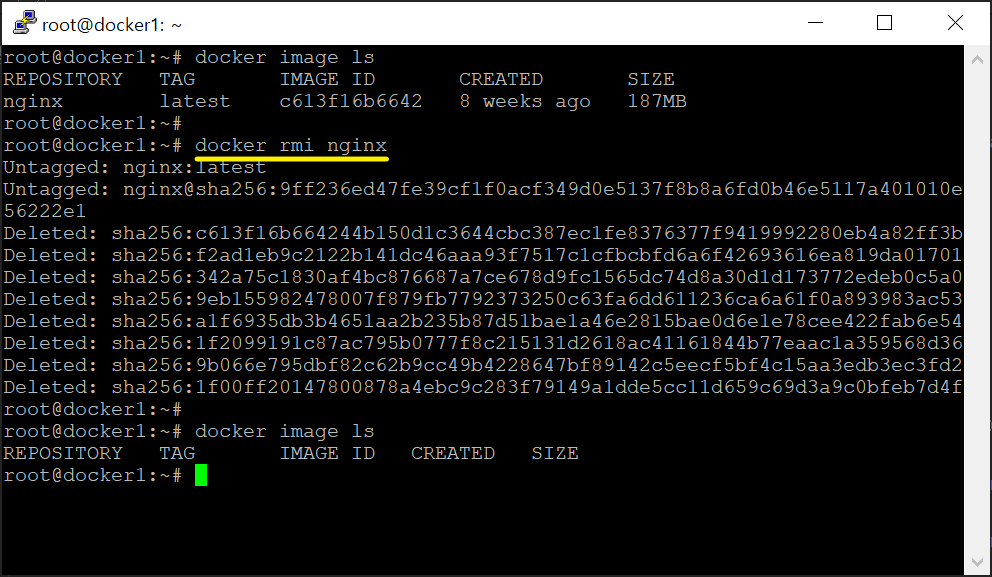 root@docker1: ~
root@docker1:~# docker image ls
REPOSITORY   TAG       IMAGE ID       CREATED       SIZE
nginx        latest    c613f16b6642   8 weeks ago   187MB
root@docker1:~#
root@docker1:~# docker rmi nginx
Untagged: nginx:latest
Untagged: nginx@sha256:9ff236ed47fe39cf1f0acf349d0e5137f8b8a6fd0b46e5117a401010e
56222e1
Deleted: sha256:c613f16b664244b150d1c3644cbc387ec1fe8376377f9419992280eb4a82ff3b
Deleted: sha256:f2ad1eb9c2122b141dc46aaa93f7517c1cfbcbfd6a6f42693616ea819da01701
Deleted: sha256:342a75c1830af4bc876687a7ce678d9fc1565dc74d8a30d1d173772edeb0c5a0
Deleted: sha256:9eb155982478007f879fb7792373250c63fa6dd611236ca6a61f0a893983ac53
Deleted: sha256:a1f6935db3b4651aa2b235b87d51bae1a46e2815bae0d6e1e78cee422fab6e54
Deleted: sha256:1f2099191c87ac795b0777f8c215131d2618ac41161844b77eaac1a359568d36
Deleted: sha256:9b066e795dbf82c62b9cc49b4228647bf89142c5eecf5bf4c15aa3edb3ec3fd2
Deleted: sha256:1f00ff20147800878a4ebc9c283f79149a1dde5cc11d659c69d3a9c0bfeb7d4f
root@docker1:~#
root@docker1:~# docker image ls
REPOSITORY   TAG       IMAGE ID   CREATED   SIZE
root@docker1:~#